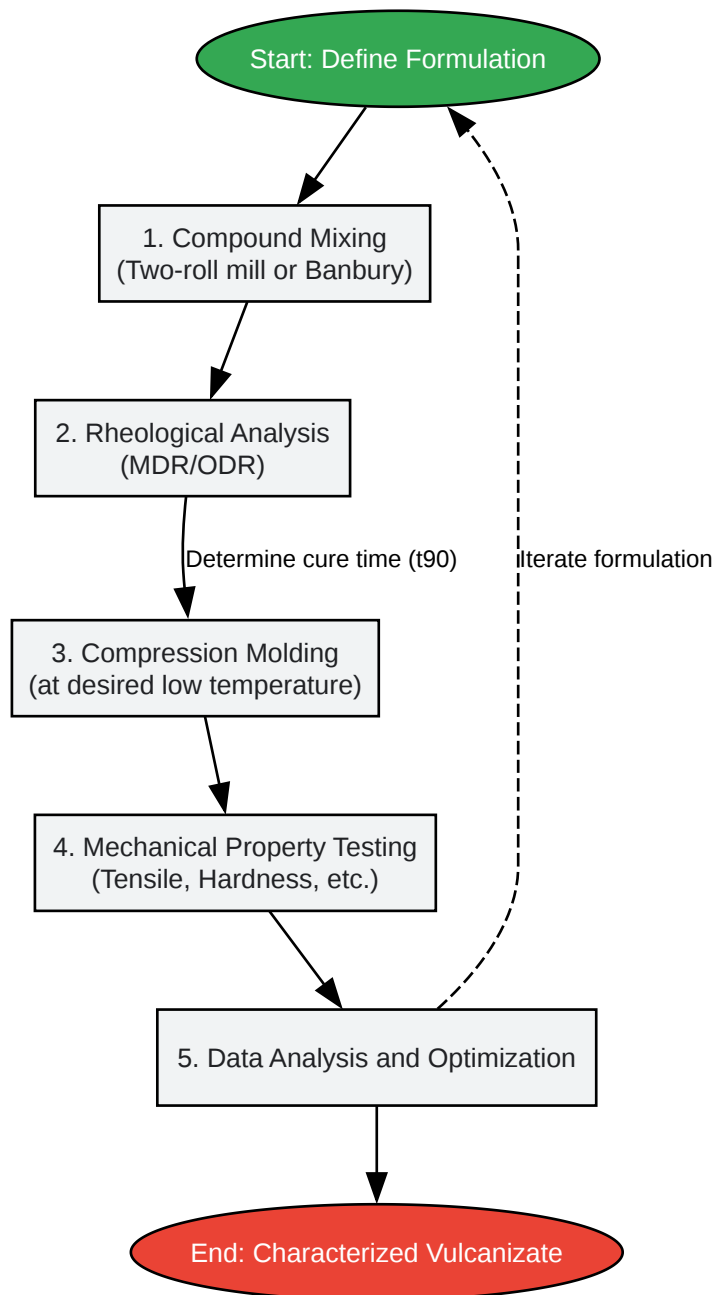 Start: Define Formulation
1. Compound Mixing
(Two-roll mill or Banbury)
2. Rheological Analysis
(MDR/ODR)
Determine cure time (t90)
Iterate formulation
3. Compression Molding
(at desired low temperature)
4. Mechanical Property Testing
(Tensile, Hardness, etc.)
5. Data Analysis and Optimization
End: Characterized Vulcanizate